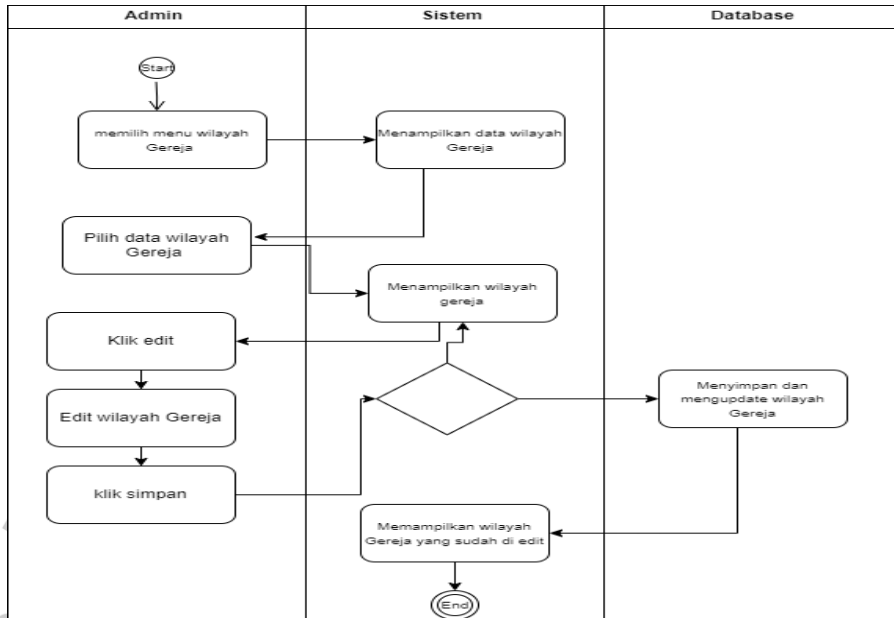 Admin
Sistem
Database
Start
memilih menu wilayah
Gereja
Menampilkan data wilayah
Gereja
Pilih data wilayah
Gereja
Menampilkan wilayah
gereja
Klik edit
Edit wilayah Gereja
Menyimpan dan
mengupdate wilayah
Gereja
klik simpan
Memampilkan wilayah
Gereja yang sudah di edit
End